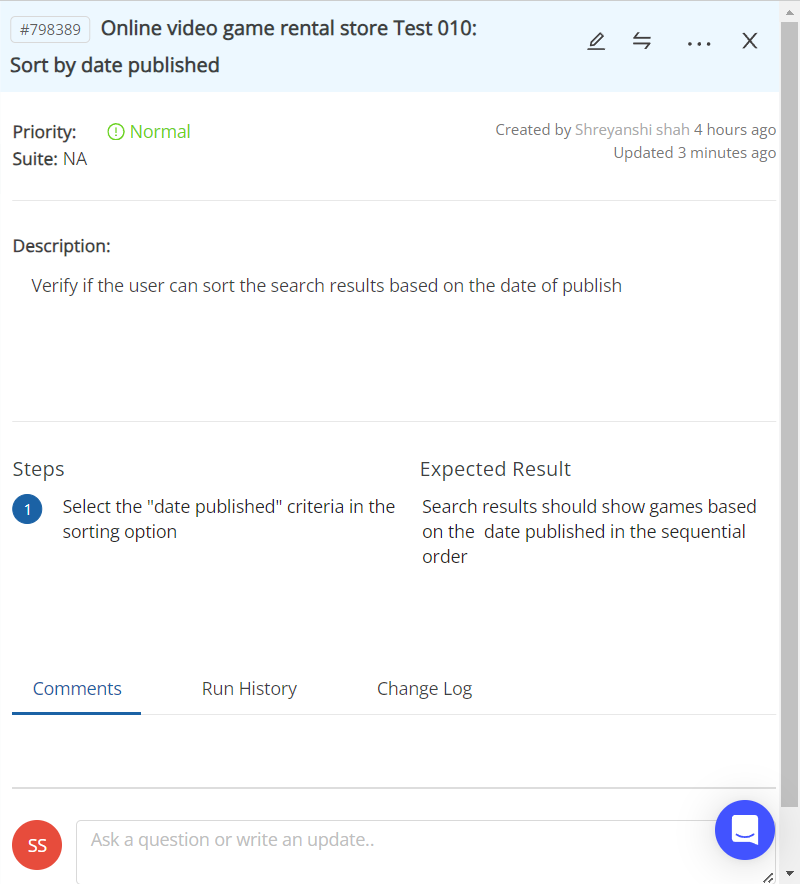 #798389 Online video game rental store Test 010:
Sort by date published
Priority: Normal
Created by Shreyanshi shah 4 hours ago
Suite: NA
Updated 3 minutes ago
Description:
Verify if the user can sort the search results based on the date of publish
Steps
1 Select the "date published" criteria in the
sorting option
Expected Result
Search results should show games based
on the  date published in the sequential
order
Comments Run History Change Log
SS Ask a question or write an update..